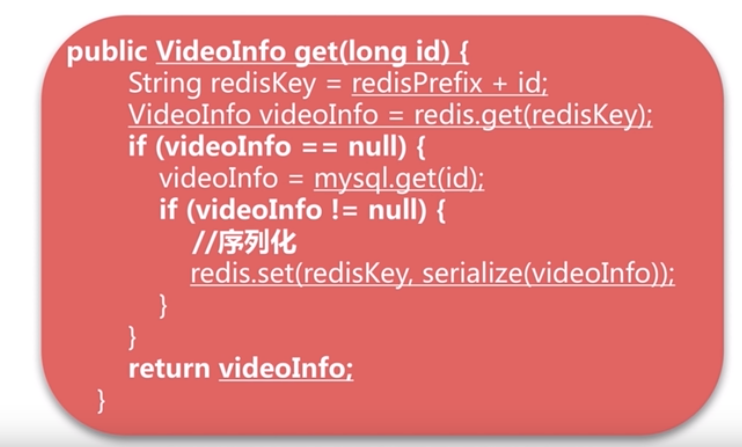 public VideoInfo get(long id) {
String redisKey = redisPrefix + id;
VideoInfo videoInfo = redis.get(redisKey);
if (videoInfo == null) {
videoInfo = mysql.get(id);
if (videoInfo != null) {
//序列化
redis.set(redisKey, serialize(videoInfo));
}
}
return videoInfo;
}